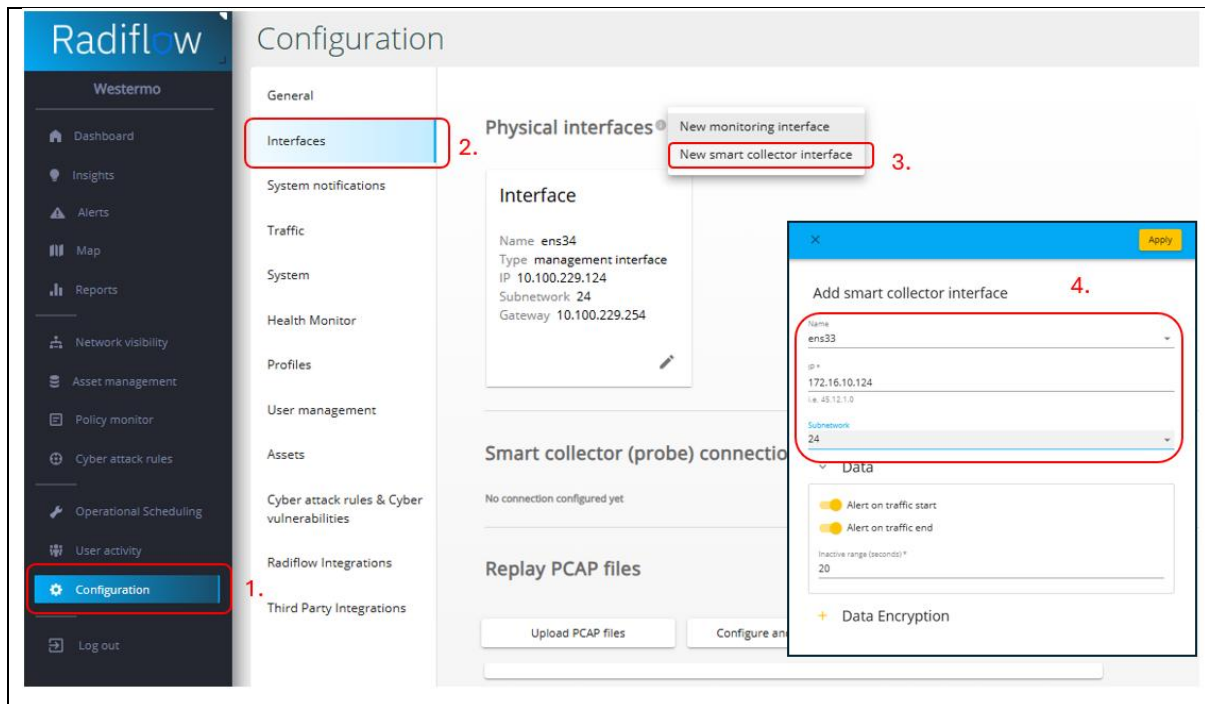 Radiflow
Westermo
Dashboard
Insights
Alerts
Map
Reports
Network visibility
Asset management
Policy monitor
Cyber attack rules
Operational Scheduling
User activity
Configuration
1.
Log out
Configuration
General
Interfaces
2.
System notifications
Traffic
System
Health Monitor
Profiles
User management
Assets
Cyber attack rules & Cyber
vulnerabilities
Radiflow Integrations
Third Party Integrations
Physical interfaces
New monitoring interface
New smart collector interface
3.
Interface
Name ens34
Type management interface
IP 10.100.229.124
Subnetwork 24
Gateway 10.100.229.254
Smart collector (probe) connectio
No connection configured yet
Replay PCAP files
Upload PCAP files
Configure an
Apply
Add smart collector interface
4.
Name
ens33
IP *
172.16.10.124
i.e. 45.12.1.0
Subnetwork
24
Data
Alert on traffic start
Alert on traffic end
Inactive range (seconds) *
20
+ Data Encryption